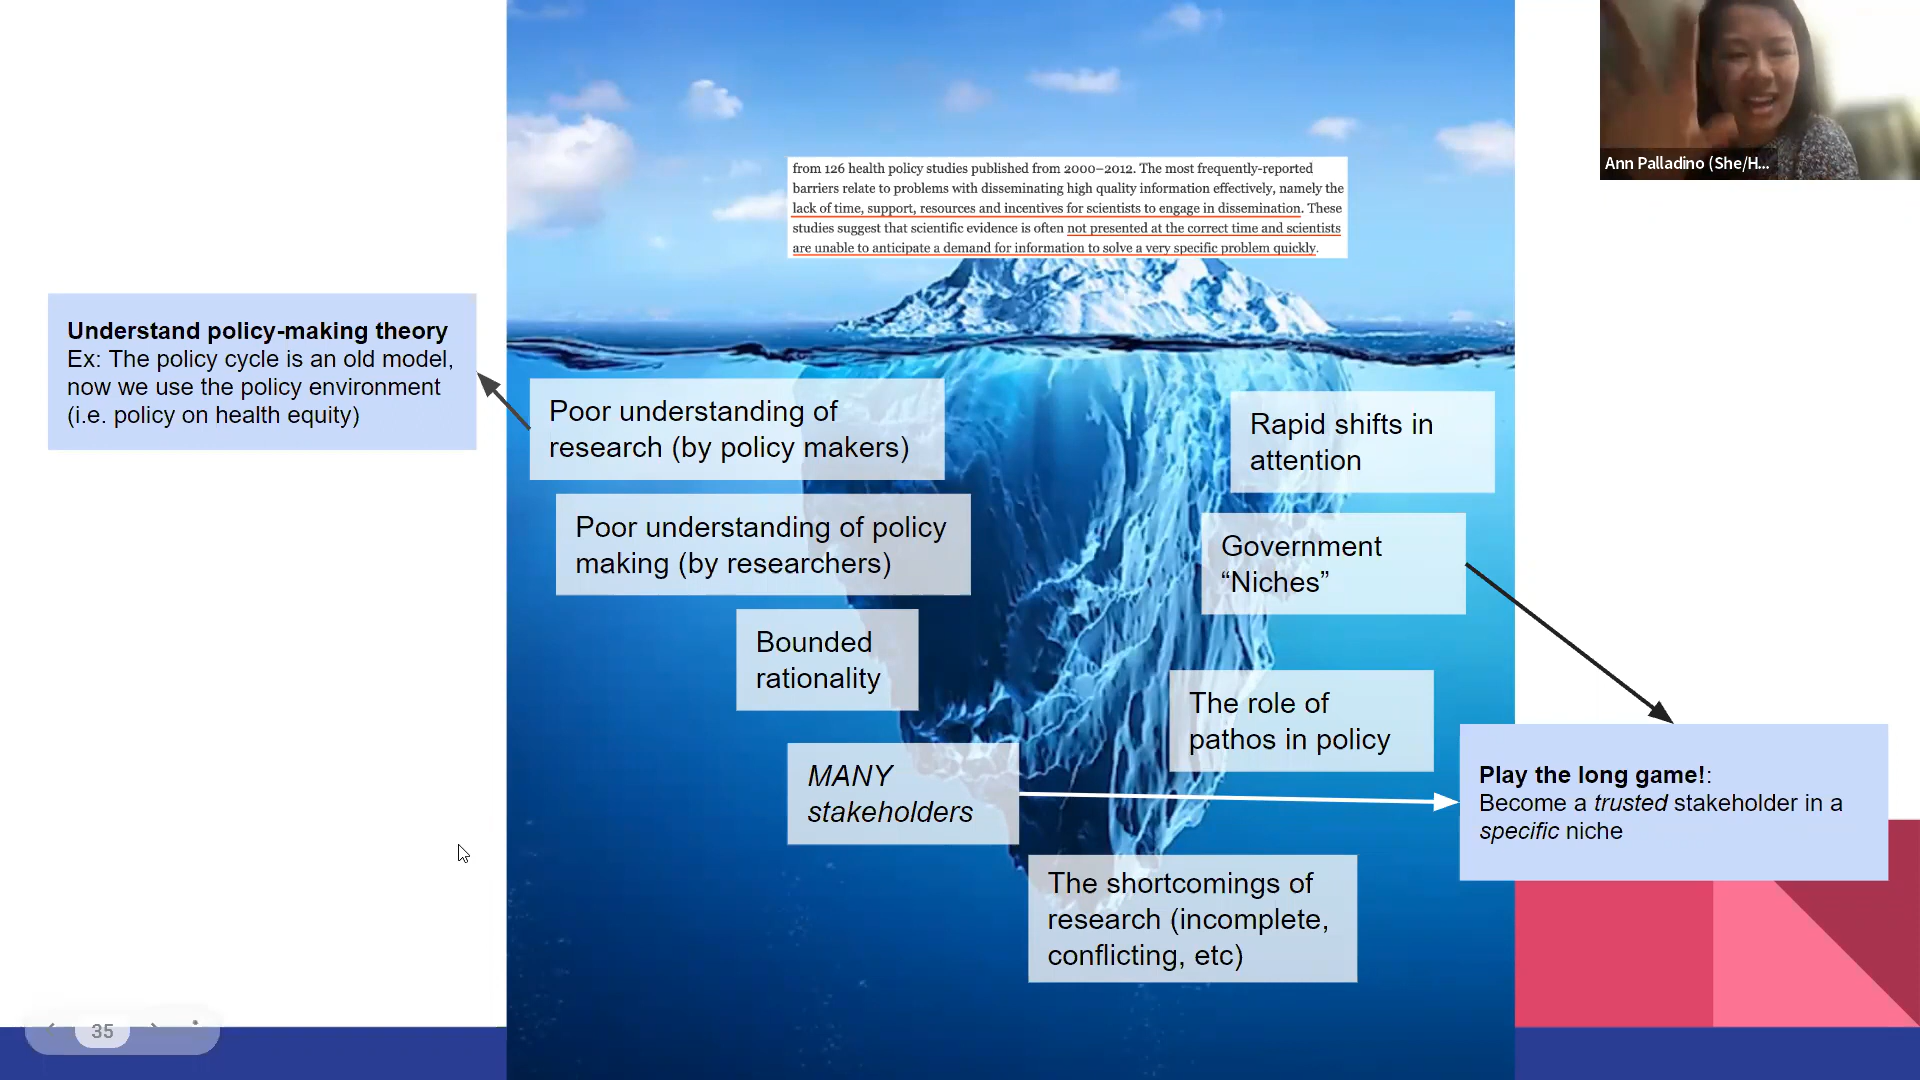 from 126 health policy studies published from 2000–2012. The most frequently-reported
barriers relate to problems with disseminating high quality information effectively, namely the
lack of time, support, resources and incentives for scientists to engage in dissemination. These
studies suggest that scientific evidence is often not presented at the correct time and scientists
are unable to anticipate a demand for information to solve a very specific problem quickly.
Ann Palladino (She/H...
Understand policy-making theory
Ex: The policy cycle is an old model,
now we use the policy environment
(i.e. policy on health equity)
Poor understanding of
research (by policy makers)
Poor understanding of policy
making (by researchers)
Bounded
rationality
MANY
stakeholders
Rapid shifts in
attention
Government
“Niches”
The role of
pathos in policy
The shortcomings of
research (incomplete,
conflicting, etc)
Play the long game!:
Become a trusted stakeholder in a
specific niche
35